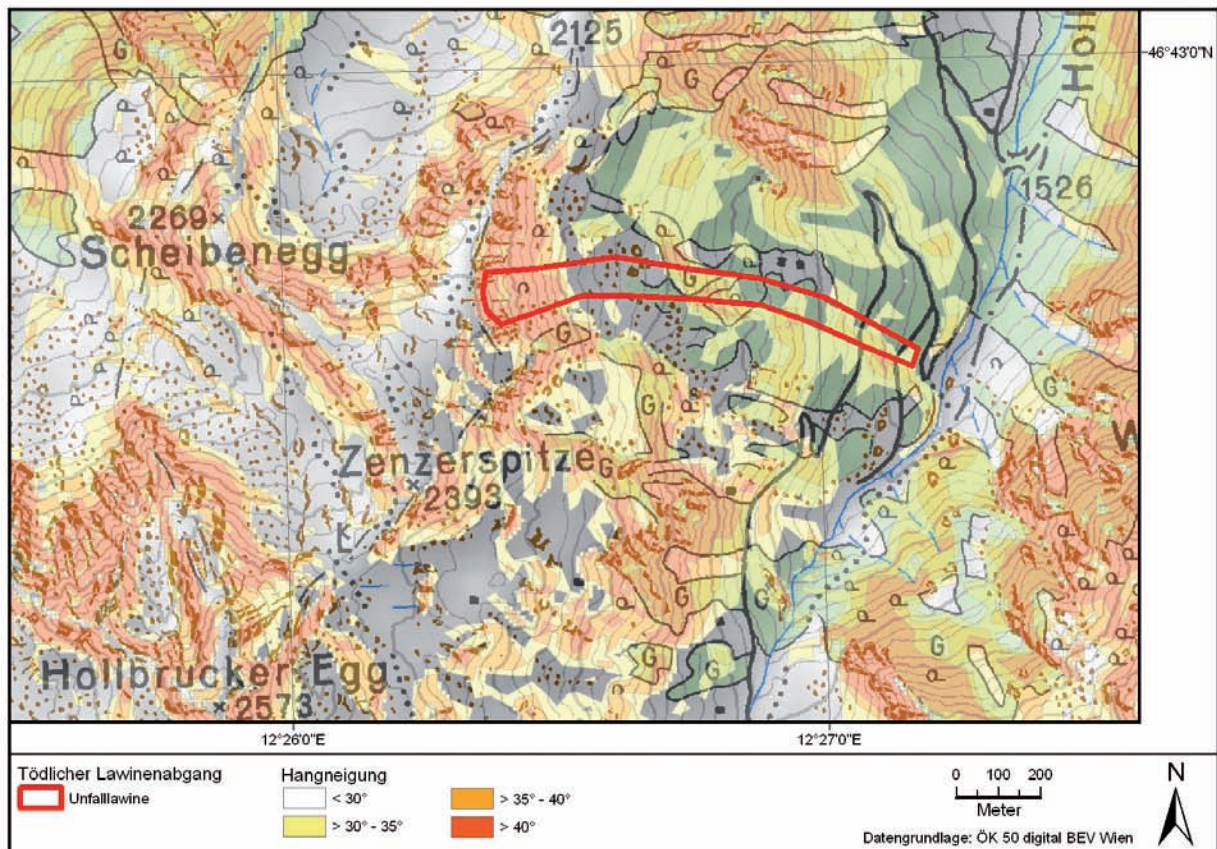 2125
46°43'0"N
Holl
1526
2269
Scheibenegg
Zenzerspitze
2393
Hollbrucker Egg
2573
W
12°26'0"E
12°27'0"E
Tödlicher Lawinenabgang
Unfalllawine
Hangneigung
< 30°
> 30° - 35°
> 35° - 40°
> 40°
0 100 200
Meter
N
Datengrundlage: ÖK 50 digital BEV Wien
G
G
G
G
G
G
G
G
G
G
G
G